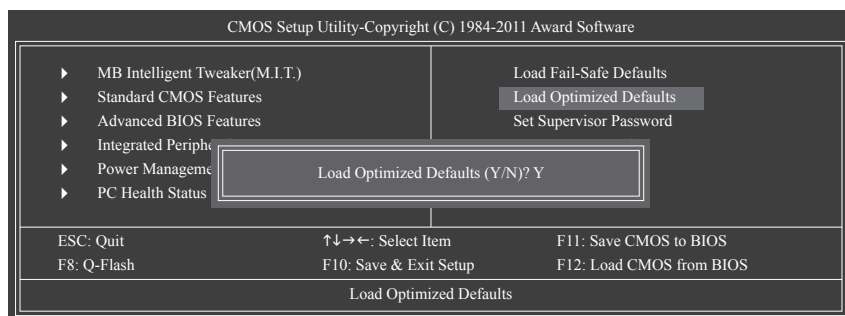 CMOS Setup Utility-Copyright (C) 1984-2011 Award Software
MB Intelligent Tweaker(M.I.T.)
Standard CMOS Features
Advanced BIOS Features
Integrated Periphe
Power Manageme
PC Health Status
Load Fail-Safe Defaults
Load Optimized Defaults
Set Supervisor Password
Load Optimized Defaults (Y/N)? Y
ESC: Quit ↑↓→←: Select Item F11: Save CMOS to BIOS
F8: Q-Flash F10: Save & Exit Setup F12: Load CMOS from BIOS
Load Optimized Defaults